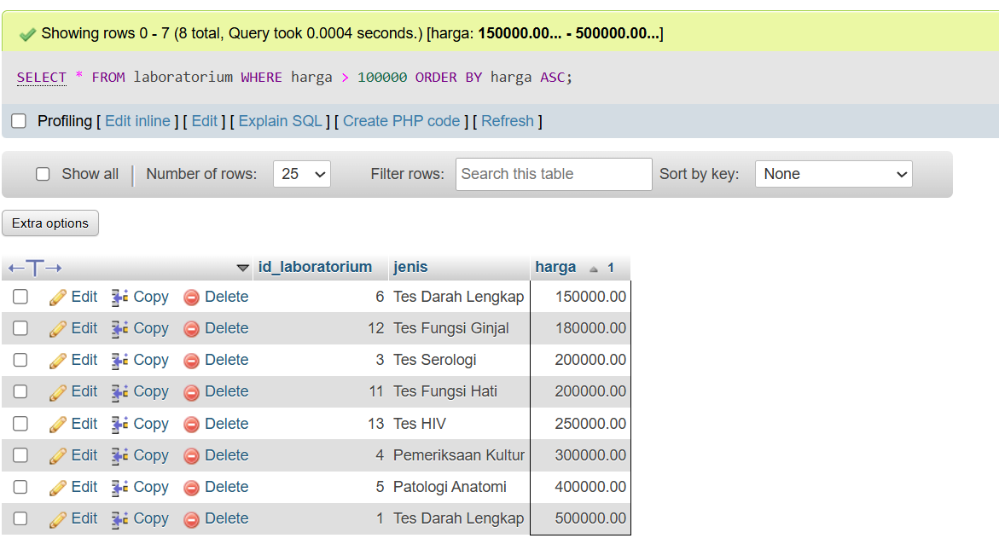 Showing rows 0 - 7 (8 total, Query took 0.0004 seconds.) [harga: 150000.00... - 500000.00...]
SELECT * FROM laboratorium WHERE harga > 100000 ORDER BY harga ASC;
Profiling [ Edit inline ] [ Edit ] [ Explain SQL ] [ Create PHP code ] [ Refresh ]
Show all Number of rows: 25 Filter rows: Search this table Sort by key: None
Extra options
←T→ id_laboratorium jenis harga 1
Edit Copy Delete 6 Tes Darah Lengkap 150000.00
Edit Copy Delete 12 Tes Fungsi Ginjal 180000.00
Edit Copy Delete 3 Tes Serologi 200000.00
Edit Copy Delete 11 Tes Fungsi Hati 200000.00
Edit Copy Delete 13 Tes HIV 250000.00
Edit Copy Delete 4 Pemeriksaan Kultur 300000.00
Edit Copy Delete 5 Patologi Anatomi 400000.00
Edit Copy Delete 1 Tes Darah Lengkap 500000.00